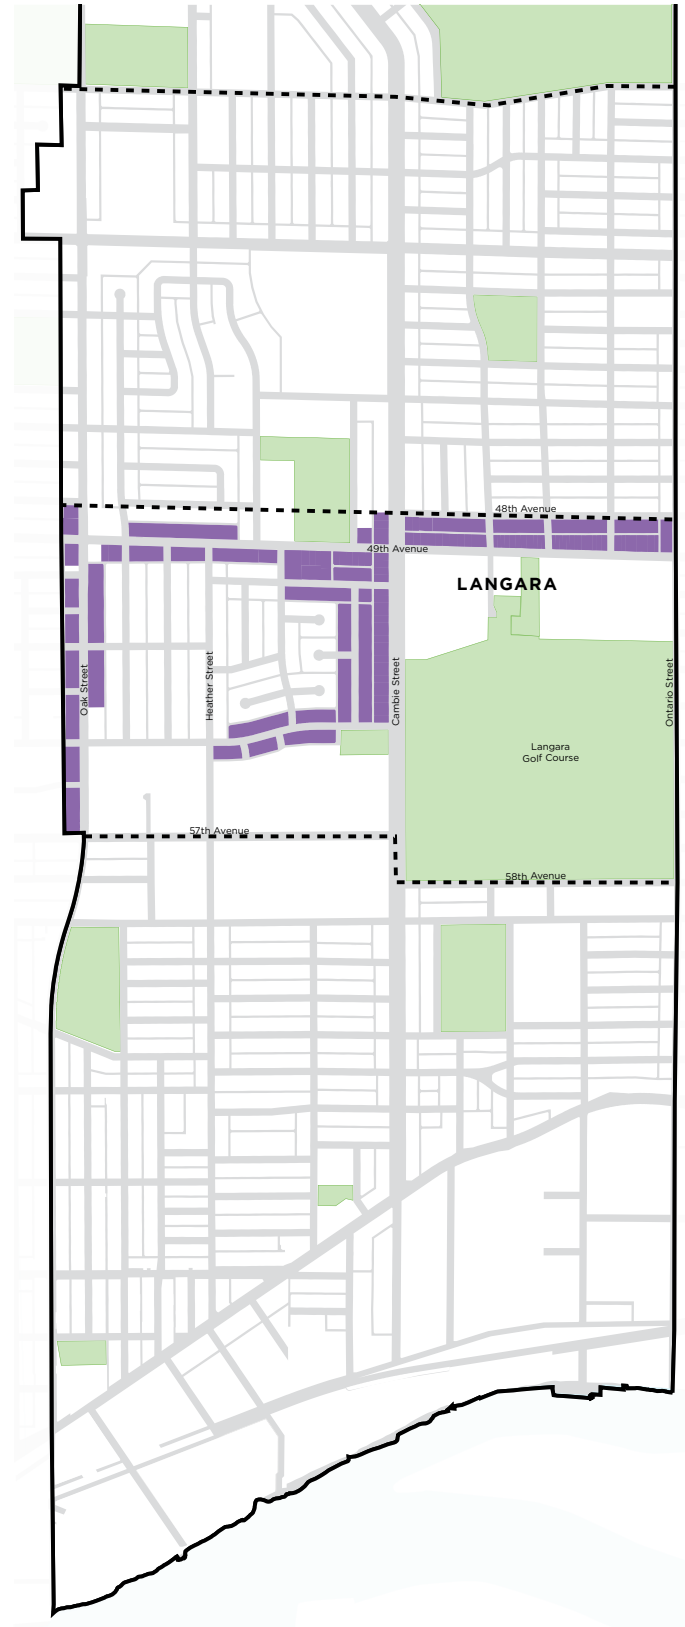 48th Avenue
49th Avenue
LANGARA
Oak Street
Heather Street
Cambie Street
Ontario Street
Langara
Golf Course
57th Avenue
58th Avenue